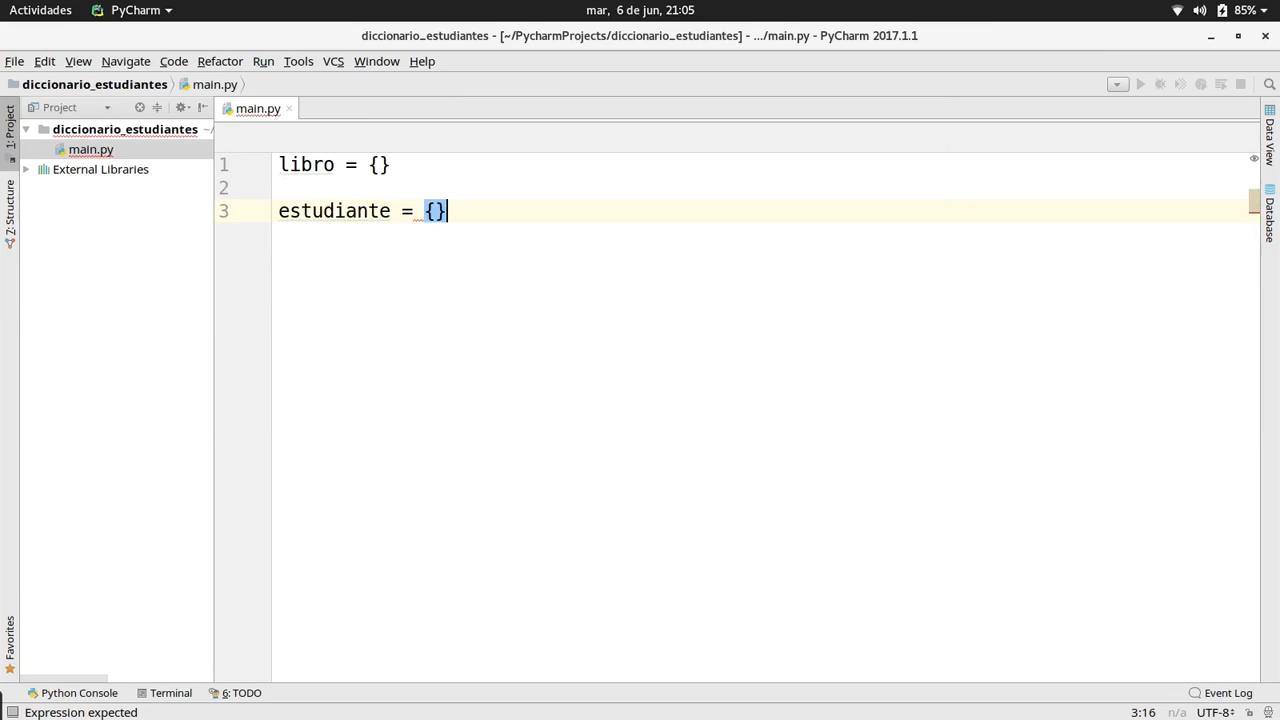 Actividades PyCharm mar, 6 de jun, 21:05 85%
diccionario_estudiantes - [~/PycharmProjects/diccionario_estudiantes] - .../main.py - PyCharm 2017.1.1
File Edit View Navigate Code Refactor Run Tools VCS Window Help
diccionario_estudiantes main.py
Project main.py
diccionario_estudiantes ~/
main.py
External Libraries
1: Project
Z: Structure
Favorites
1 libro = {}
2
3 estudiante = {}
Data View
Database
Python Console Terminal 6: TODO Event Log
Expression expected 3:16 n/a UTF-8